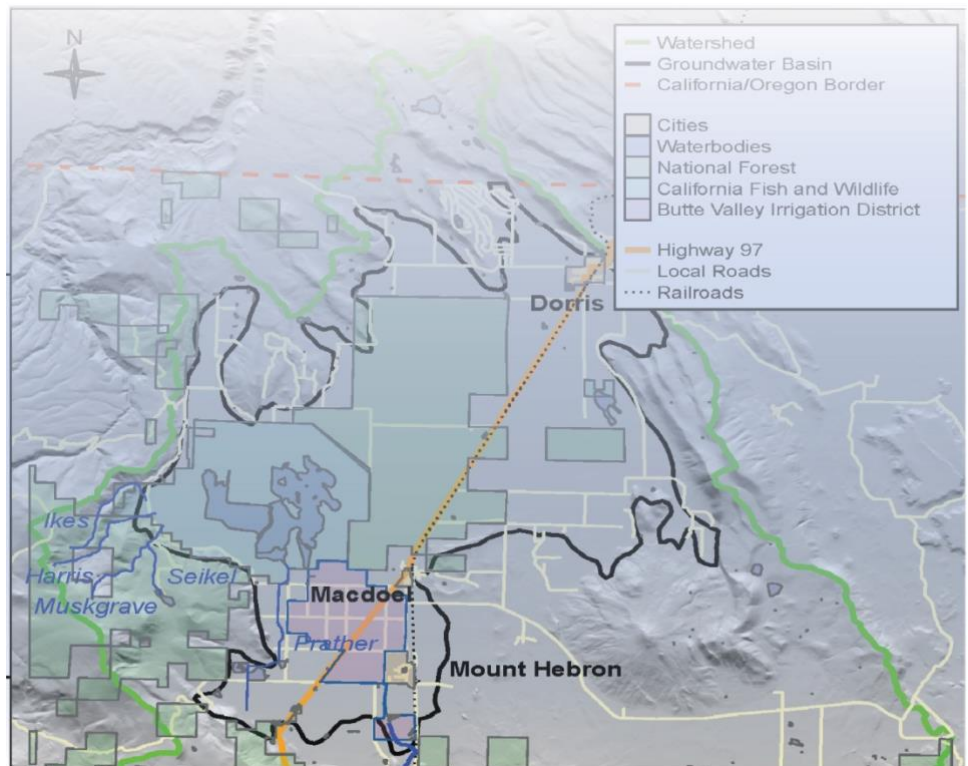 N
Watershed
Groundwater Basin
California/Oregon Border
Cities
Waterbodies
National Forest
California Fish and Wildlife
Butte Valley Irrigation District
Highway 97
Local Roads
Railroads
Dorris
Ikes
Harris
Seikel
Muskgrave
Macdoel
Prather
Mount Hebron